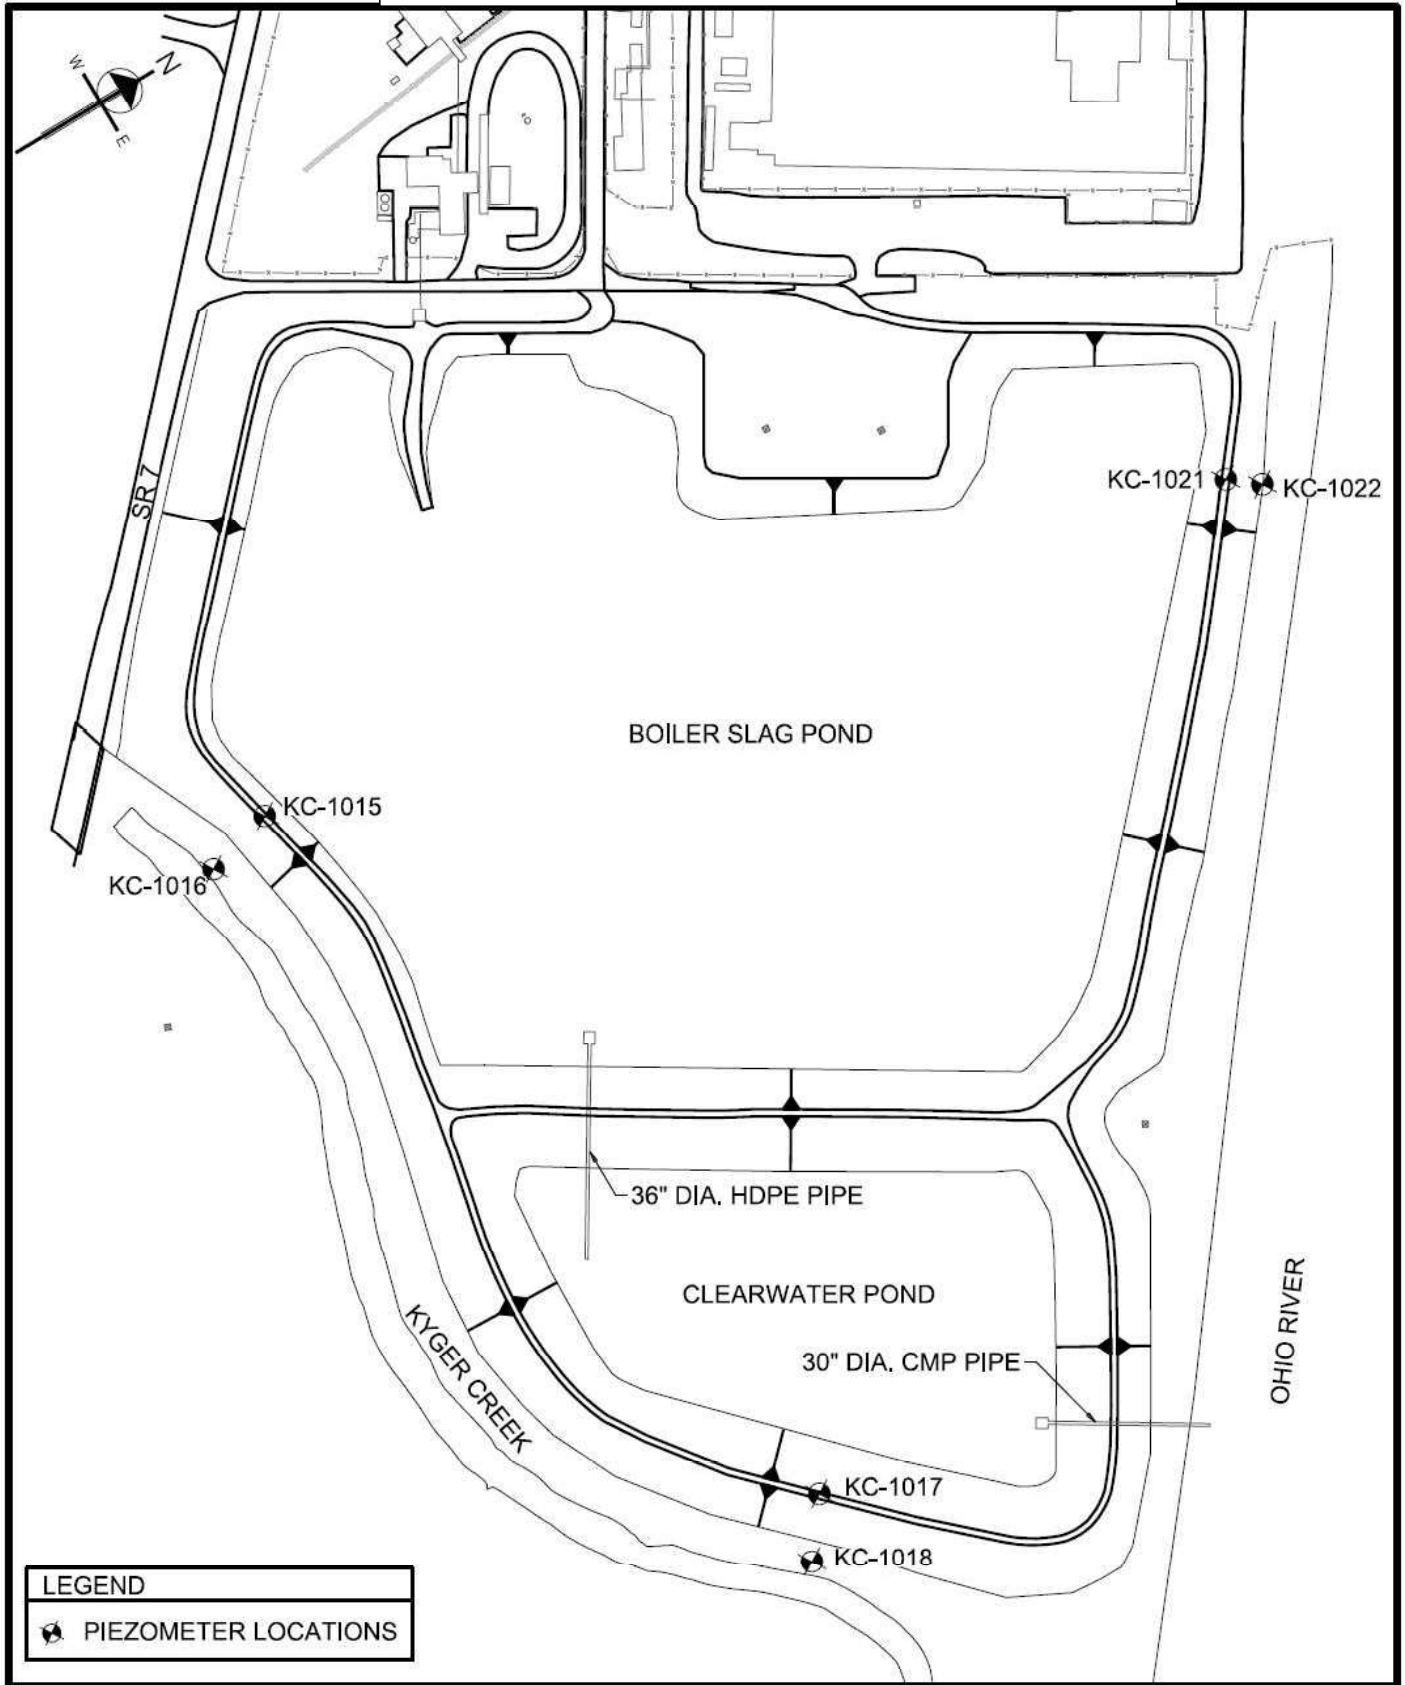 W
N
E
SR 7
KC-1021
KC-1022
BOILER SLAG POND
KC-1015
KC-1016
36" DIA. HDPE PIPE
CLEARWATER POND
30" DIA. CMP PIPE
OHIO RIVER
KYGER CREEK
KC-1017
KC-1018
LEGEND
PIEZOMETER LOCATIONS